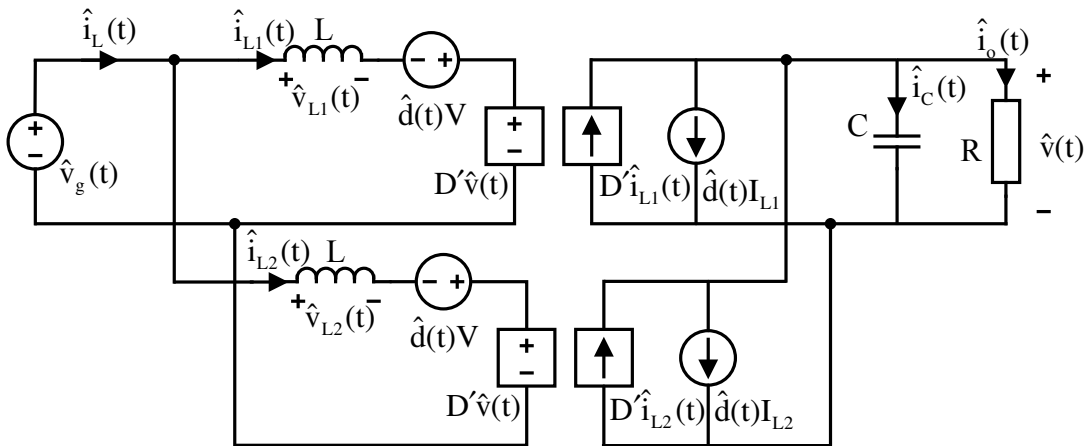 î_L(t)
î_L1(t)
L
+ v̂_L1(t) −
− +
d̂(t)V
+ −
v̂_g(t)
+ −
D′v̂(t)
D′î_L1(t)
d̂(t)I_L1
î_C(t)
C
î_o(t)
R
+
v̂(t)
−
î_L2(t)
L
+ v̂_L2(t) −
− +
d̂(t)V
+ −
D′v̂(t)
D′î_L2(t)
d̂(t)I_L2